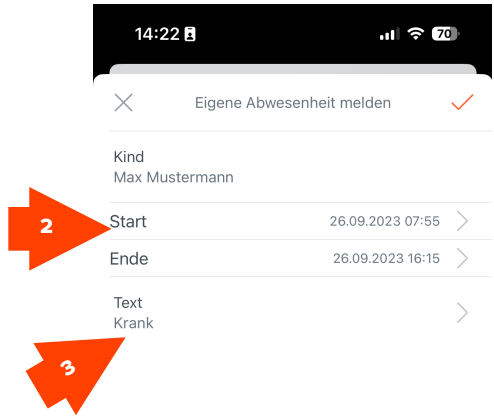 14:22 70
Eigene Abwesenheit melden
Kind
Max Mustermann
2
Start 26.09.2023 07:55
Ende 26.09.2023 16:15
Text
Krank
3